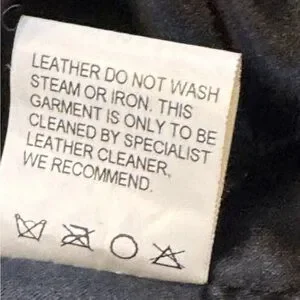 LEATHER DO NOT WASH
STEAM OR IRON. THIS
GARMENT IS ONLY TO BE
CLEANED BY SPECIALIST
LEATHER CLEANER,
WE RECOMMEND.